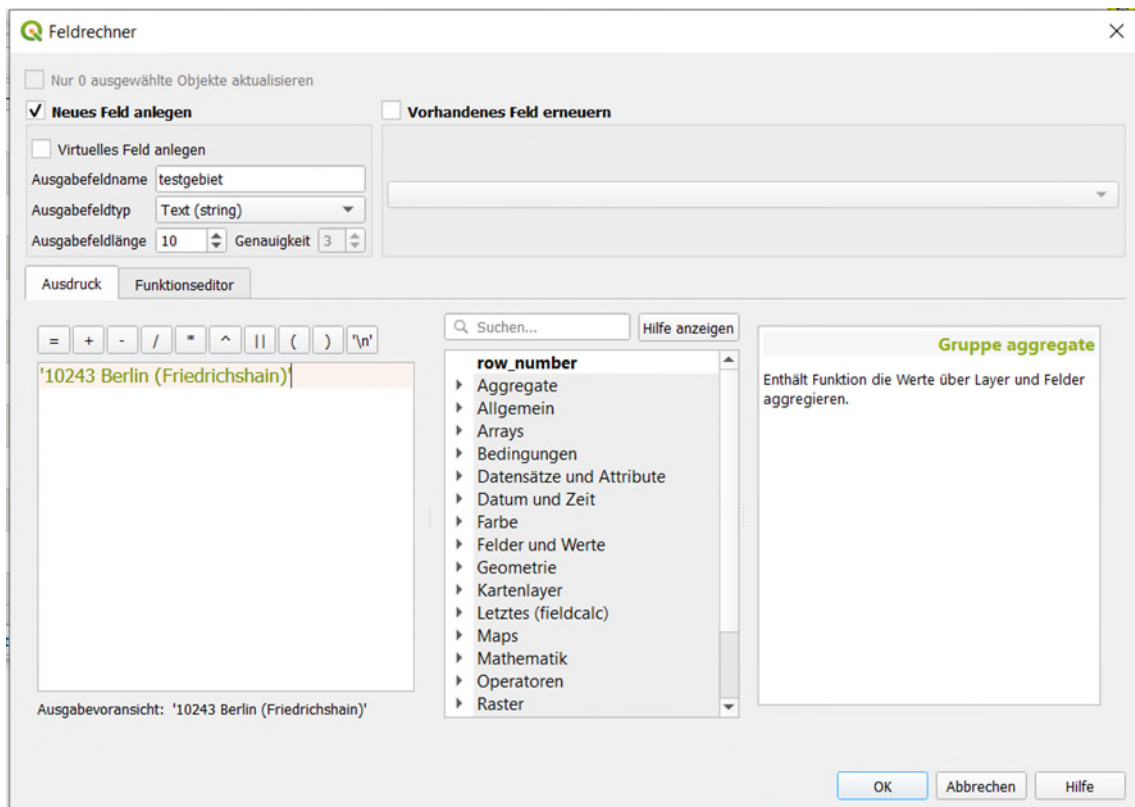 Feldrechner
Nur 0 ausgewählte Objekte aktualisieren
Neues Feld anlegen
Vorhandenes Feld erneuern
Virtuelles Feld anlegen
Ausgabefeldname testgebiet
Ausgabefeldtyp Text (string)
Ausgabefeldlänge 10 Genauigkeit 3
Ausdruck Funktionseditor
= + - / * ^ || ( ) '\n'
'10243 Berlin (Friedrichshain)'
Ausgabevoransicht: '10243 Berlin (Friedrichshain)'
Suchen... Hilfe anzeigen
row_number
Aggregate
Allgemein
Arrays
Bedingungen
Datensätze und Attribute
Datum und Zeit
Farbe
Felder und Werte
Geometrie
Kartenlayer
Letztes (fieldcalc)
Maps
Mathematik
Operatoren
Raster
Gruppe aggregate
Enthält Funktion die Werte über Layer und Felder
aggregieren.
OK Abbrechen Hilfe